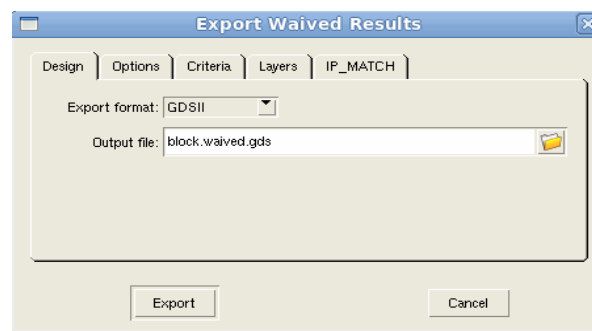 Export Waived Results
Design Options Criteria Layers IP_MATCH
Export format: GDSII
Output file: block.waived.gds
Export Cancel